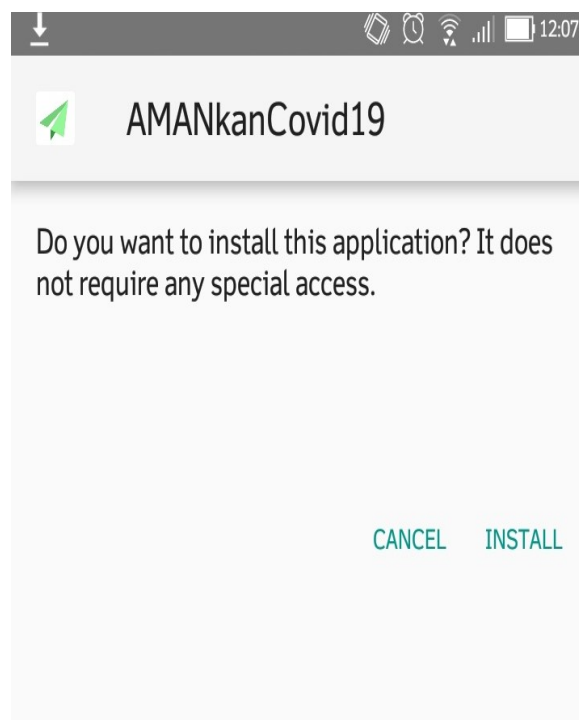 12:07
AMANkanCovid19
Do you want to install this application? It does
not require any special access.
CANCEL INSTALL